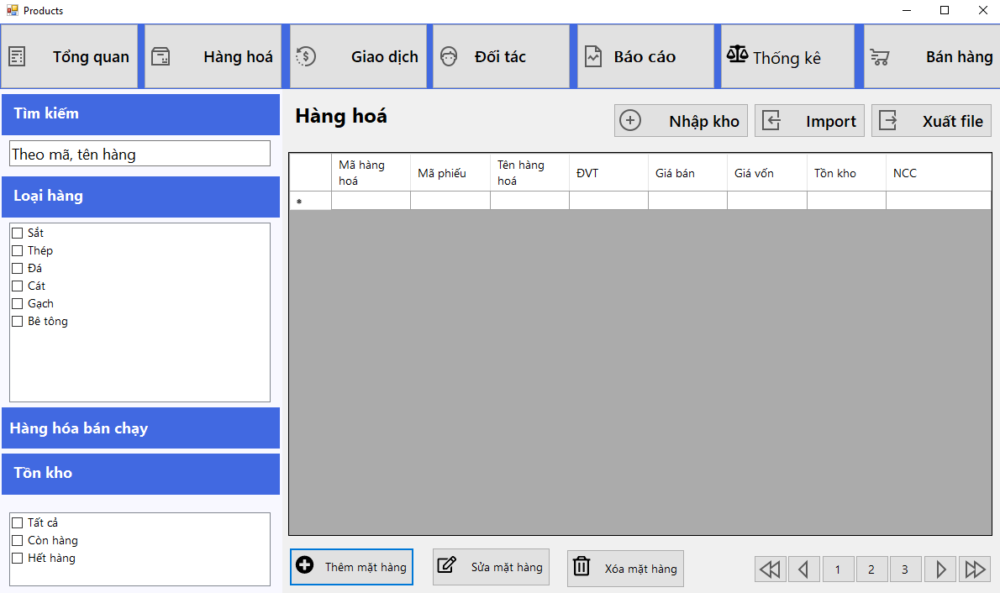 Products
Tổng quan
Hàng hoá
Giao dịch
Đối tác
Báo cáo
Thống kê
Bán hàng
Tìm kiếm
Theo mã, tên hàng
Loại hàng
Sắt
Thép
Đá
Cát
Gạch
Bê tông
Hàng hóa bán chạy
Tồn kho
Tất cả
Còn hàng
Hết hàng
Hàng hoá
Nhập kho
Import
Xuất file
Mã hàng
hoá
Mã phiếu
Tên hàng
hoá
ĐVT
Giá bán
Giá vốn
Tồn kho
NCC
*
Thêm mặt hàng
Sửa mặt hàng
Xóa mặt hàng
1
2
3